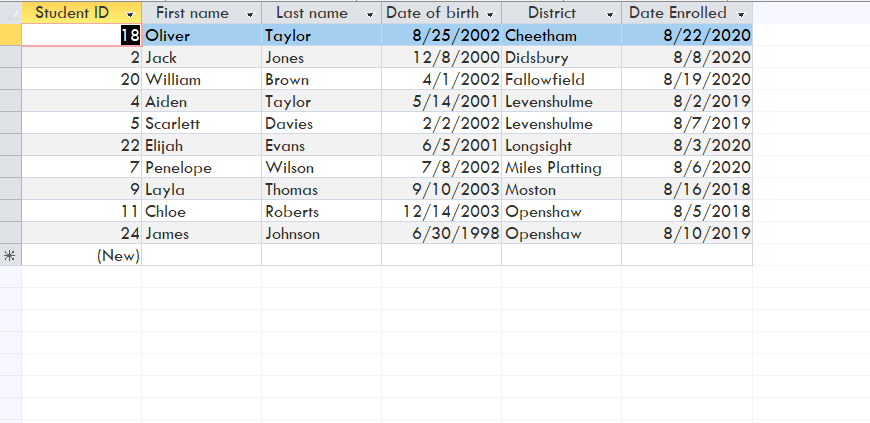 Student ID First name Last name Date of birth District Date Enrolled
18 Oliver Taylor 8/25/2002 Cheetham 8/22/2020
2 Jack Jones 12/8/2000 Didsbury 8/8/2020
20 William Brown 4/1/2002 Fallowfield 8/19/2020
4 Aiden Taylor 5/14/2001 Levenshulme 8/2/2019
5 Scarlett Davies 2/2/2002 Levenshulme 8/7/2019
22 Elijah Evans 6/5/2001 Longsight 8/3/2020
7 Penelope Wilson 7/8/2002 Miles Platting 8/6/2020
9 Layla Thomas 9/10/2003 Moston 8/16/2018
11 Chloe Roberts 12/14/2003 Openshaw 8/5/2018
24 James Johnson 6/30/1998 Openshaw 8/10/2019
(New)